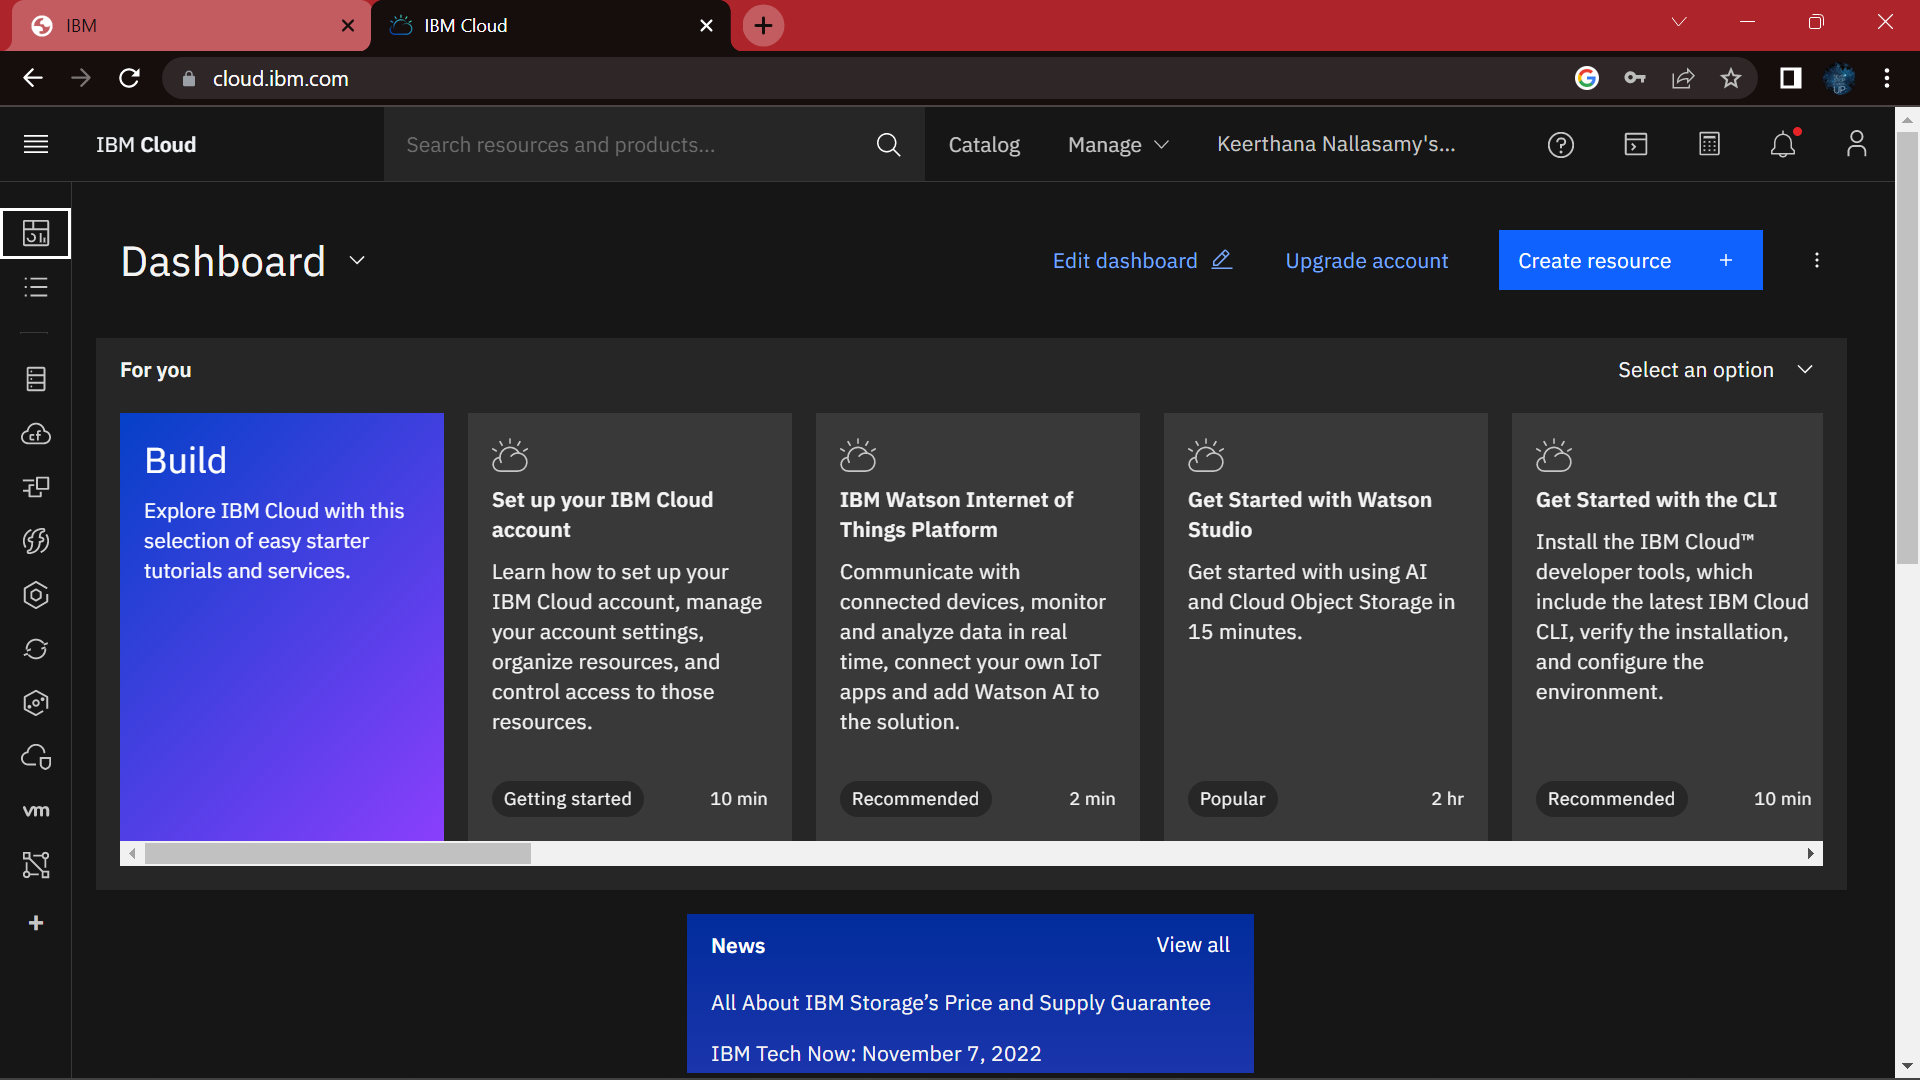 IBM
IBM Cloud
cloud.ibm.com
IBM Cloud
Search resources and products...
Catalog
Manage
Keerthana Nallasamy's...
Dashboard
Edit dashboard
Upgrade account
Create resource +
For you
Select an option
Build
Explore IBM Cloud with this
selection of easy starter
tutorials and services.
Set up your IBM Cloud
account
Learn how to set up your
IBM Cloud account, manage
your account settings,
organize resources, and
control access to those
resources.
Getting started
10 min
IBM Watson Internet of
Things Platform
Communicate with
connected devices, monitor
and analyze data in real
time, connect your own IoT
apps and add Watson AI to
the solution.
Recommended
2 min
Get Started with Watson
Studio
Get started with using AI
and Cloud Object Storage in
15 minutes.
Popular
2 hr
Get Started with the CLI
Install the IBM Cloud™
developer tools, which
include the latest IBM Cloud
CLI, verify the installation,
and configure the
environment.
Recommended
10 min
cf
vm
News
View all
All About IBM Storage’s Price and Supply Guarantee
IBM Tech Now: November 7, 2022